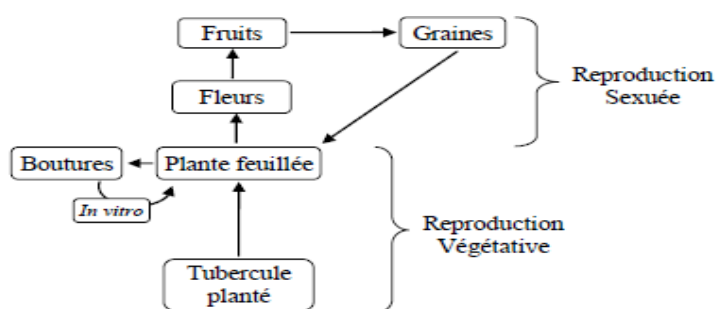 Fruits
Graines
Reproduction
Sexuée
Fleurs
Boutures
Plante feuillée
In vitro
Reproduction
Végétative
Tubercule
planté